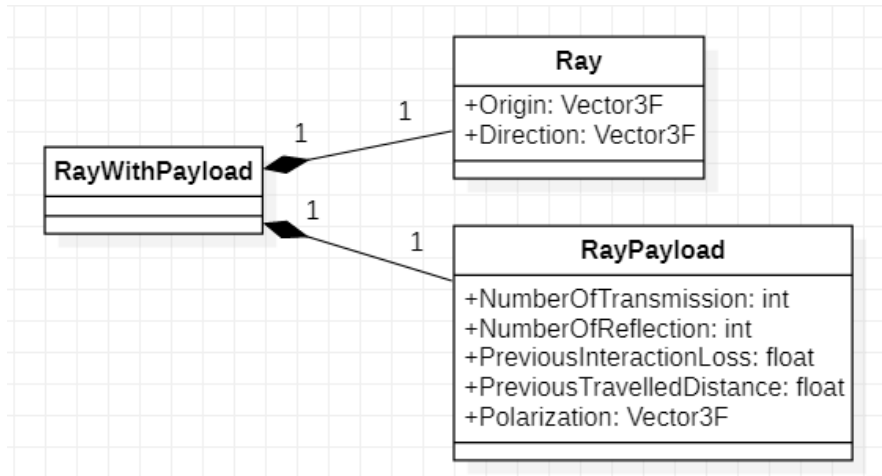 Ray
+Origin: Vector3F
+Direction: Vector3F
1
1
RayWithPayload
1
1
RayPayload
+NumberOfTransmission: int
+NumberOfReflection: int
+PreviousInteractionLoss: float
+PreviousTravelledDistance: float
+Polarization: Vector3F